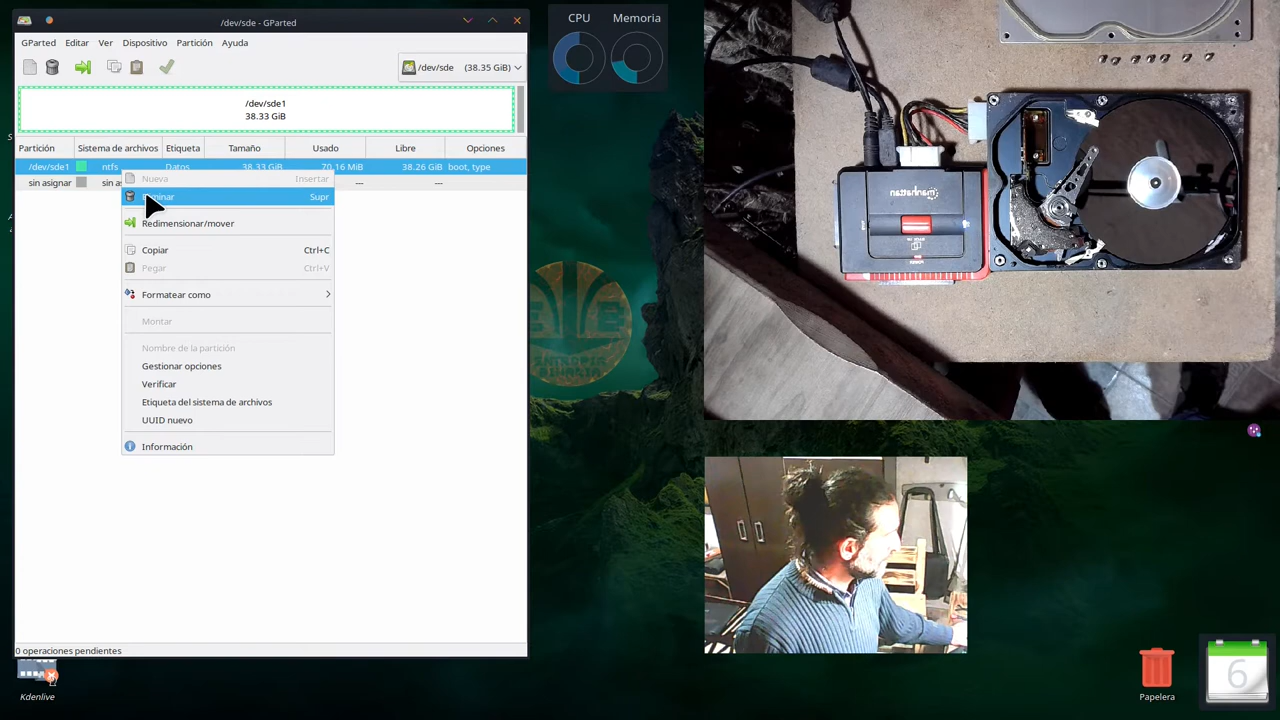 /dev/sde - GParted
GParted Editar Ver Dispositivo Partición Ayuda
/dev/sde (38.35 GiB)
/dev/sde1
38.33 GiB
Partición Sistema de archivos Etiqueta Tamaño Usado Libre Opciones
/dev/sde1 ntfs Datos 38.33 GiB 70.16 MiB 38.26 GiB boot, type
sin asignar --- ---
Nueva Insertar
Supr
Redimensionar/mover
Copiar Ctrl+C
Pegar Ctrl+V
Formatear como
Montar
Nombre de la partición
Gestionar opciones
Verificar
Etiqueta del sistema de archivos
UUID nuevo
Información
0 operaciones pendientes
Kdenlive
CPU Memoria
manhattan
ENTROPIA
BINARIA
Papelera
6